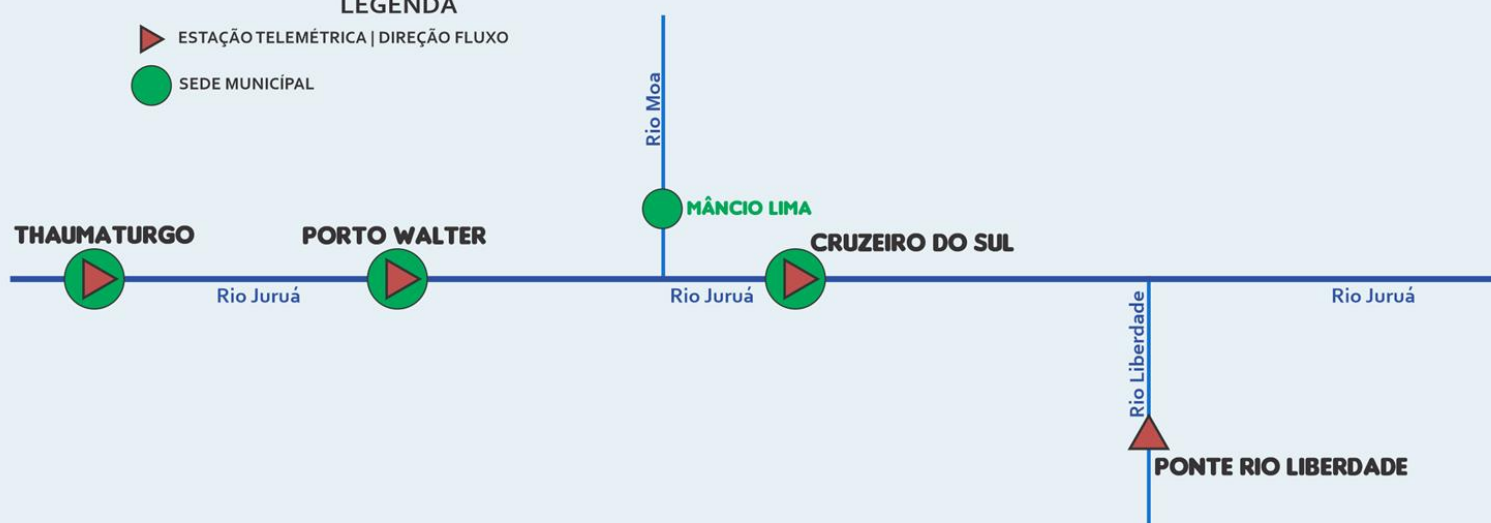 LEGENDA
ESTAÇÃO TELEMÉTRICA | DIREÇÃO FLUXO
SEDE MUNICÍPAL
Rio Moa
MÂNCIO LIMA
THAUMATURGO
PORTO WALTER
CRUZEIRO DO SUL
Rio Juruá
Rio Juruá
Rio Juruá
Rio Liberdade
PONTE RIO LIBERDADE